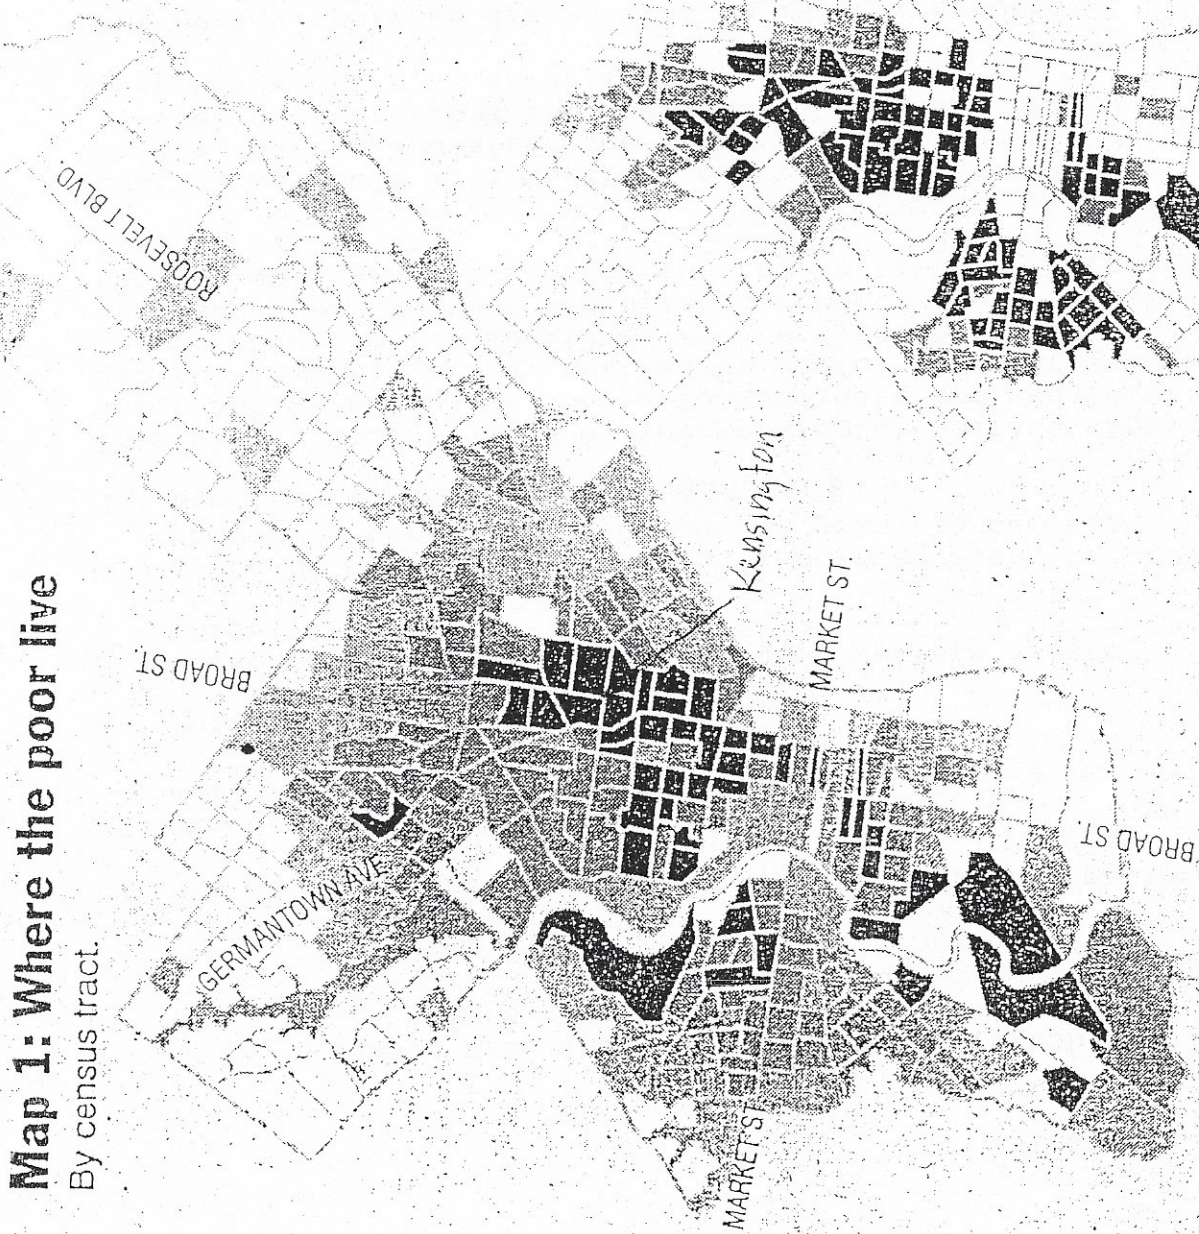 Map 1: Where the poor live
By census tract.
ROOSEVELT BLVD.
BROAD ST.
GERMANTOWN AVE
Kensington
MARKET ST.
MARKET ST
BROAD ST.